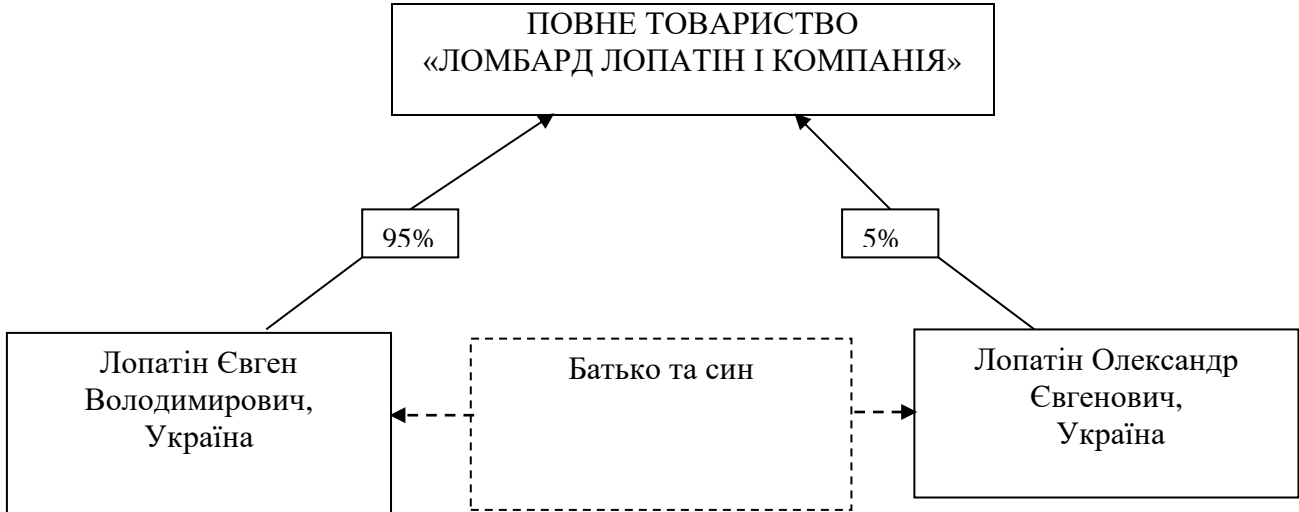 ПОВНЕ ТОВАРИСТВО
«ЛОМБАРД ЛОПАТІН І КОМПАНІЯ»
95%
5%
Лопатін Євген
Володимирович,
Україна
Батько та син
Лопатін Олександр
Євгенович,
Україна